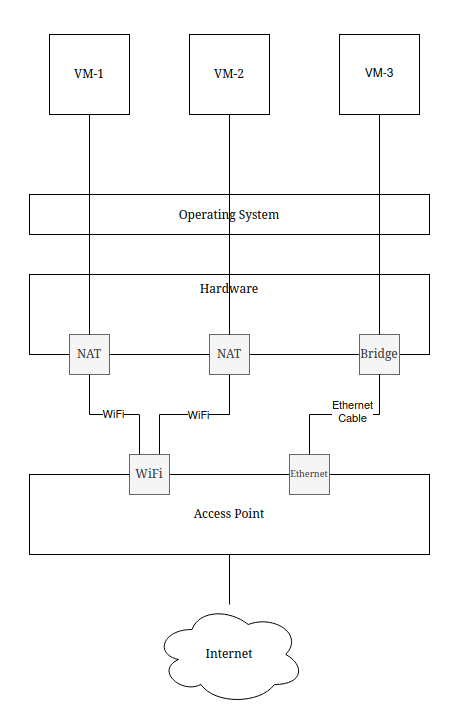 VM-1
VM-2
VM-3
Operating System
Hardware
NAT
NAT
Bridge
WiFi
WiFi
Ethernet
Cable
WiFi
Ethernet
Access Point
Internet